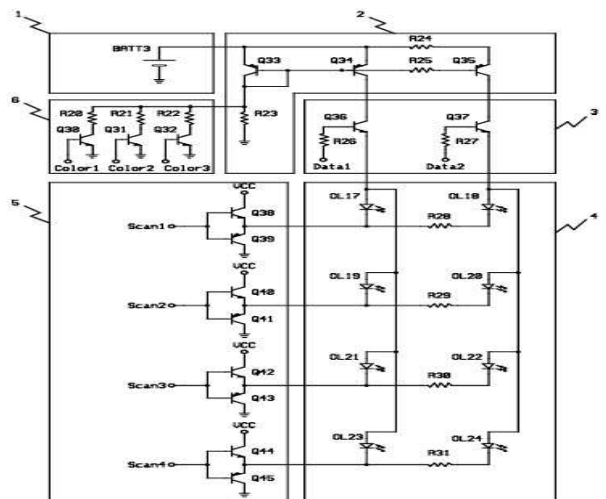 1
2
BATT3
R24
Q33
Q34
Q35
R25
6
R20
R21
R22
R23
Q30
Q31
Q32
Color1 Color2 Color3
3
Q36
Q37
R26
R27
Data1
Data2
5
4
VCC
Q38
Scan1
Q39
OL17
OL18
R28
VCC
Q40
Scan2
Q41
OL19
OL20
R29
VCC
Q42
Scan3
Q43
OL21
OL22
R30
VCC
Q44
Scan4
Q45
OL23
OL24
R31